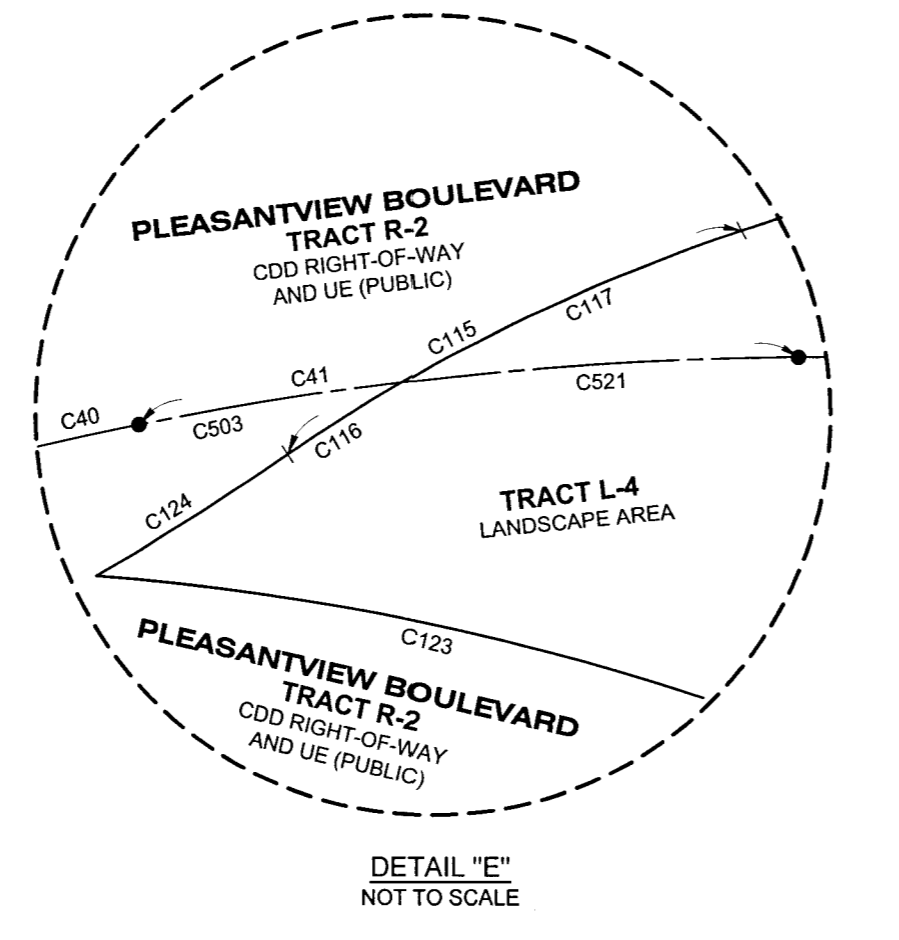 PLEASANTVIEW BOULEVARD
TRACT R-2
CDD RIGHT-OF-WAY
AND UE (PUBLIC)
C117
C115
C41
C521
C40
C503
C116
C124
TRACT L-4
LANDSCAPE AREA
C123
PLEASANTVIEW BOULEVARD
TRACT R-2
CDD RIGHT-OF-WAY
AND UE (PUBLIC)
DETAIL "E"
NOT TO SCALE